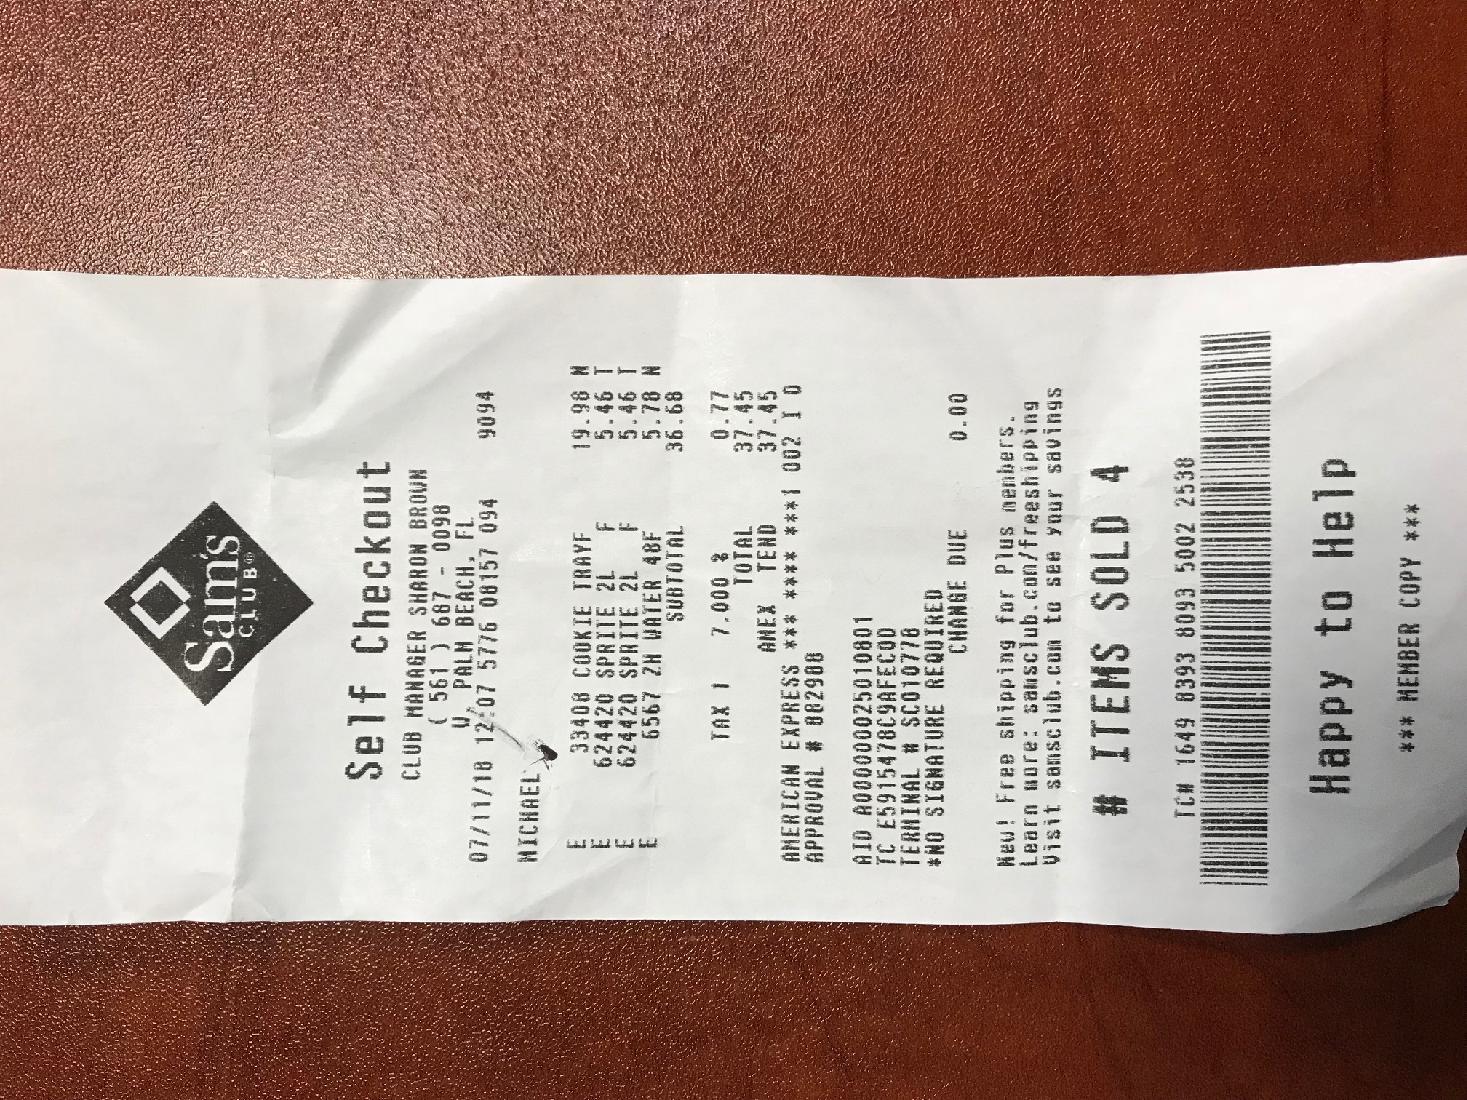 Sam's
CLUB®
Self Checkout
CLUB MANAGER SHARON BROWN
( 561 ) 687 - 0098
W. PALM BEACH, FL
07/11/18 12:07 5776 08157 094 9094
MICHAEL
E 33408 COOKIE TRAYF 19.98 N
E 624420 SPRITE 2L F 5.46 T
E 624420 SPRITE 2L F 5.46 T
E 6567 ZH WATER 48F 5.78 N
SUBTOTAL 36.68
TAX 1 7.000 % 0.77
TOTAL 37.45
AMEX TEND 37.45
AMERICAN EXPRESS *** **** **** ***1 002 I 0
APPROVAL # 882988
AID A000000025010801
TC E5915478C9AFEC0D
TERMINAL # SC010778
*NO SIGNATURE REQUIRED
CHANGE DUE 0.00
New! Free shipping for Plus members.
Learn more: samsclub.com/freeshipping
Visit samsclub.com to see your savings
# ITEMS SOLD 4
TC# 1649 8393 8093 5002 2538
Happy to Help
*** MEMBER COPY ***